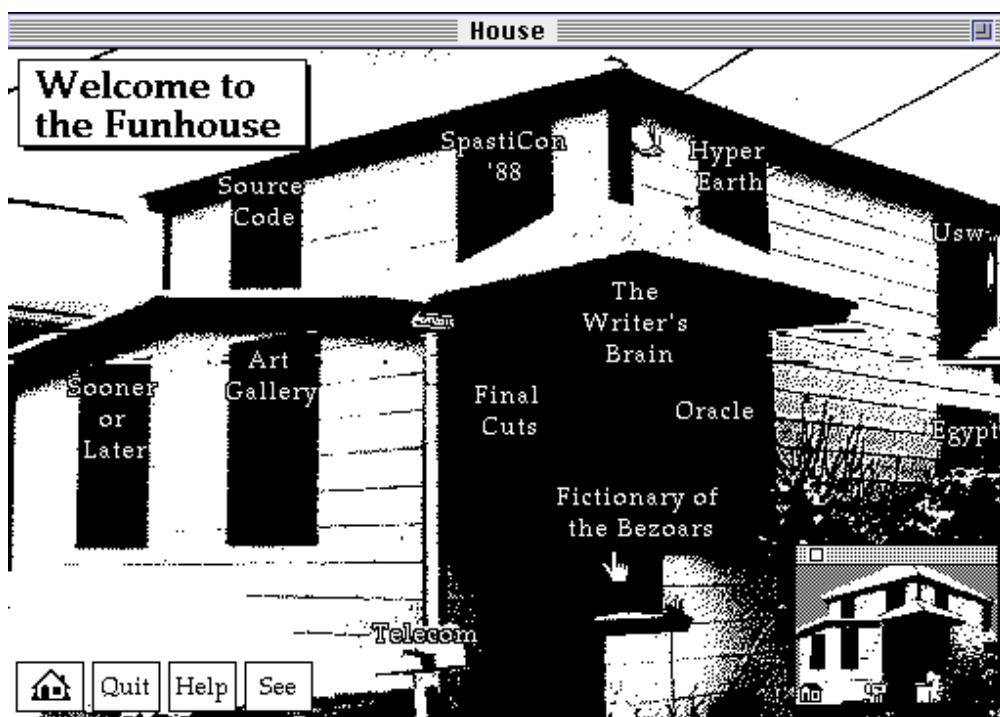 House
Welcome to
the Funhouse
SpastiCon
'88
Hyper
Earth
Source
Code
Usw.
The
Writer's
Brain
Art
Gallery
Sooner
or
Later
Final
Cuts
Oracle
Egypt
Fictionary of
the Bezoars
Telecom
Quit
Help
See